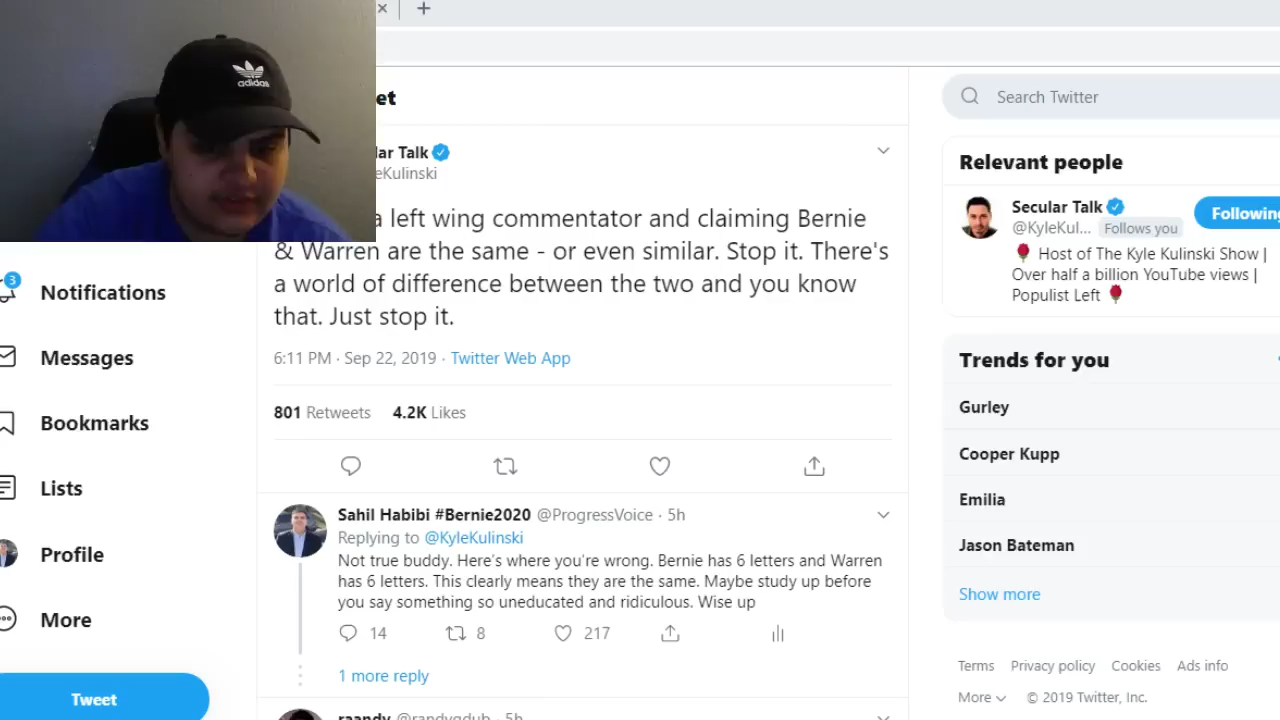 adidas
et
lar Talk
eKulinski
a left wing commentator and claiming Bernie
& Warren are the same - or even similar. Stop it. There's
a world of difference between the two and you know
that. Just stop it.
6:11 PM · Sep 22, 2019 · Twitter Web App
801 Retweets 4.2K Likes
Sahil Habibi #Bernie2020 @ProgressVoice · 5h
Replying to @KyleKulinski
Not true buddy. Here's where you're wrong. Bernie has 6 letters and Warren
has 6 letters. This clearly means they are the same. Maybe study up before
you say something so uneducated and ridiculous. Wise up
14 8 217
1 more reply
raandy @randygdub · 5h
3
Notifications
Messages
Bookmarks
Lists
Profile
More
Tweet
Search Twitter
Relevant people
Secular Talk
@KyleKul... Follows you
Following
🌹 Host of The Kyle Kulinski Show |
Over half a billion YouTube views |
Populist Left 🌹
Trends for you
Gurley
Cooper Kupp
Emilia
Jason Bateman
Show more
Terms Privacy policy Cookies Ads info
More © 2019 Twitter, Inc.